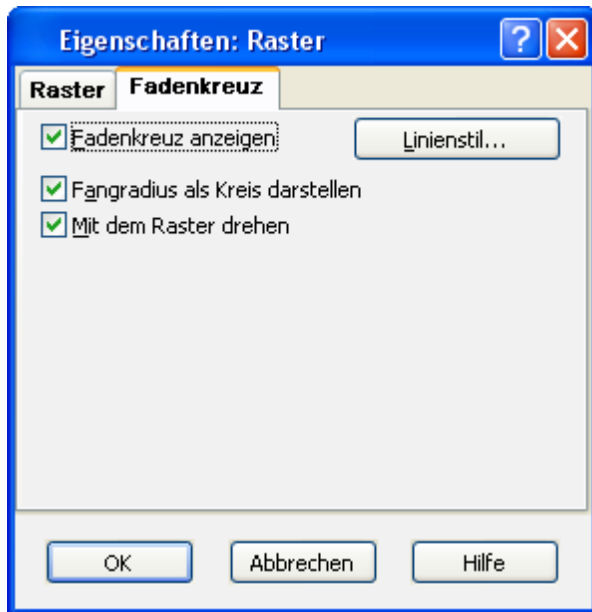 Eigenschaften: Raster
Raster Fadenkreuz
Fadenkreuz anzeigen Linienstil...
Fangradius als Kreis darstellen
Mit dem Raster drehen
OK Abbrechen Hilfe